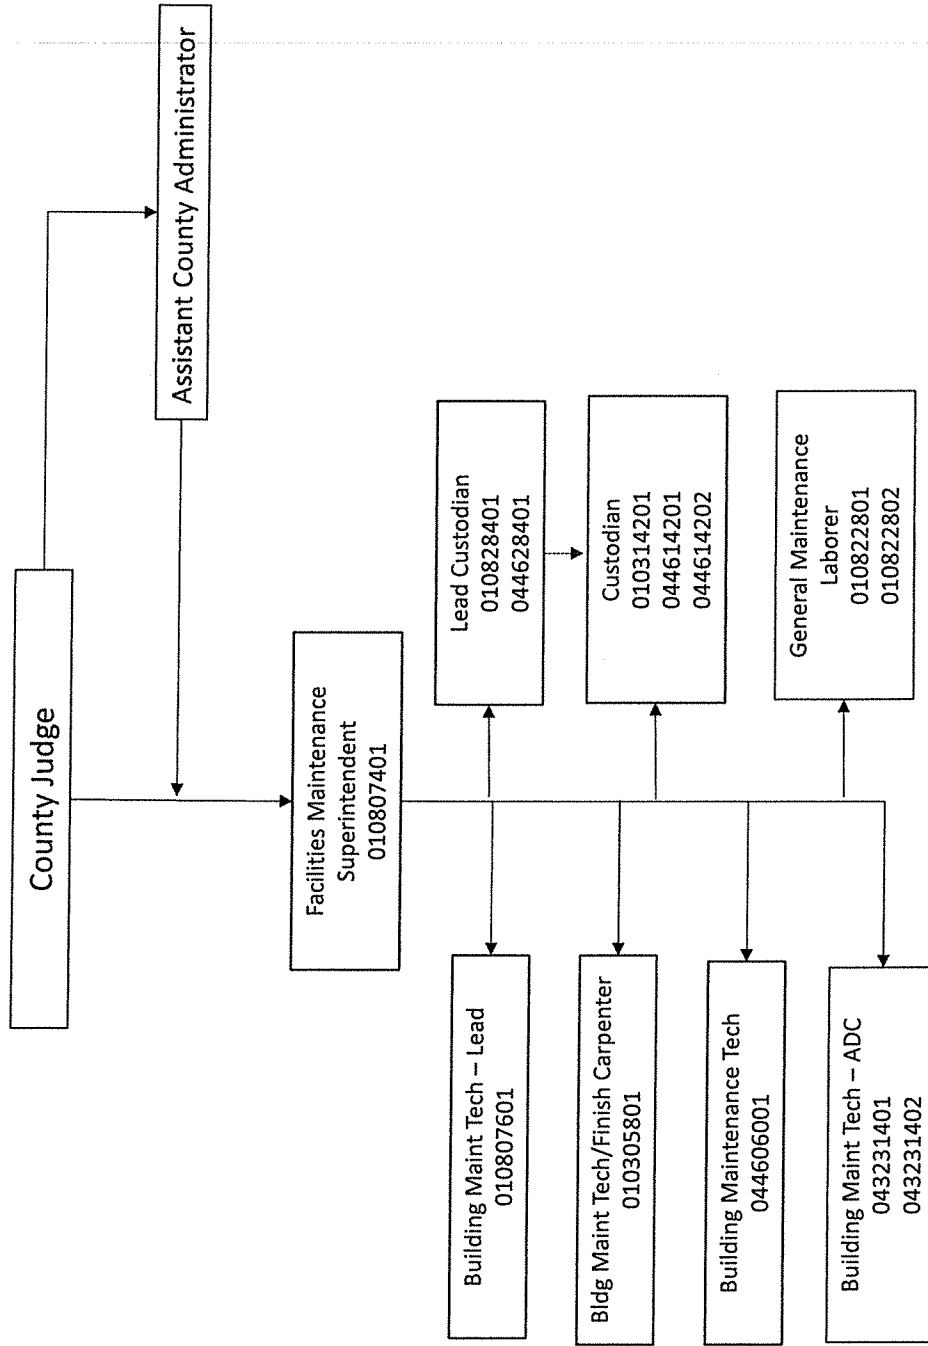 County Judge
Assistant County Administrator
Facilities Maintenance
Superintendent
010807401
Building Maint Tech – Lead
010807601
Bldg Maint Tech/Finish Carpenter
010305801
Building Maintenance Tech
044606001
Building Maint Tech – ADC
043231401
043231402
Lead Custodian
010828401
044628401
Custodian
010314201
044614201
044614202
General Maintenance
Laborer
010822801
010822802